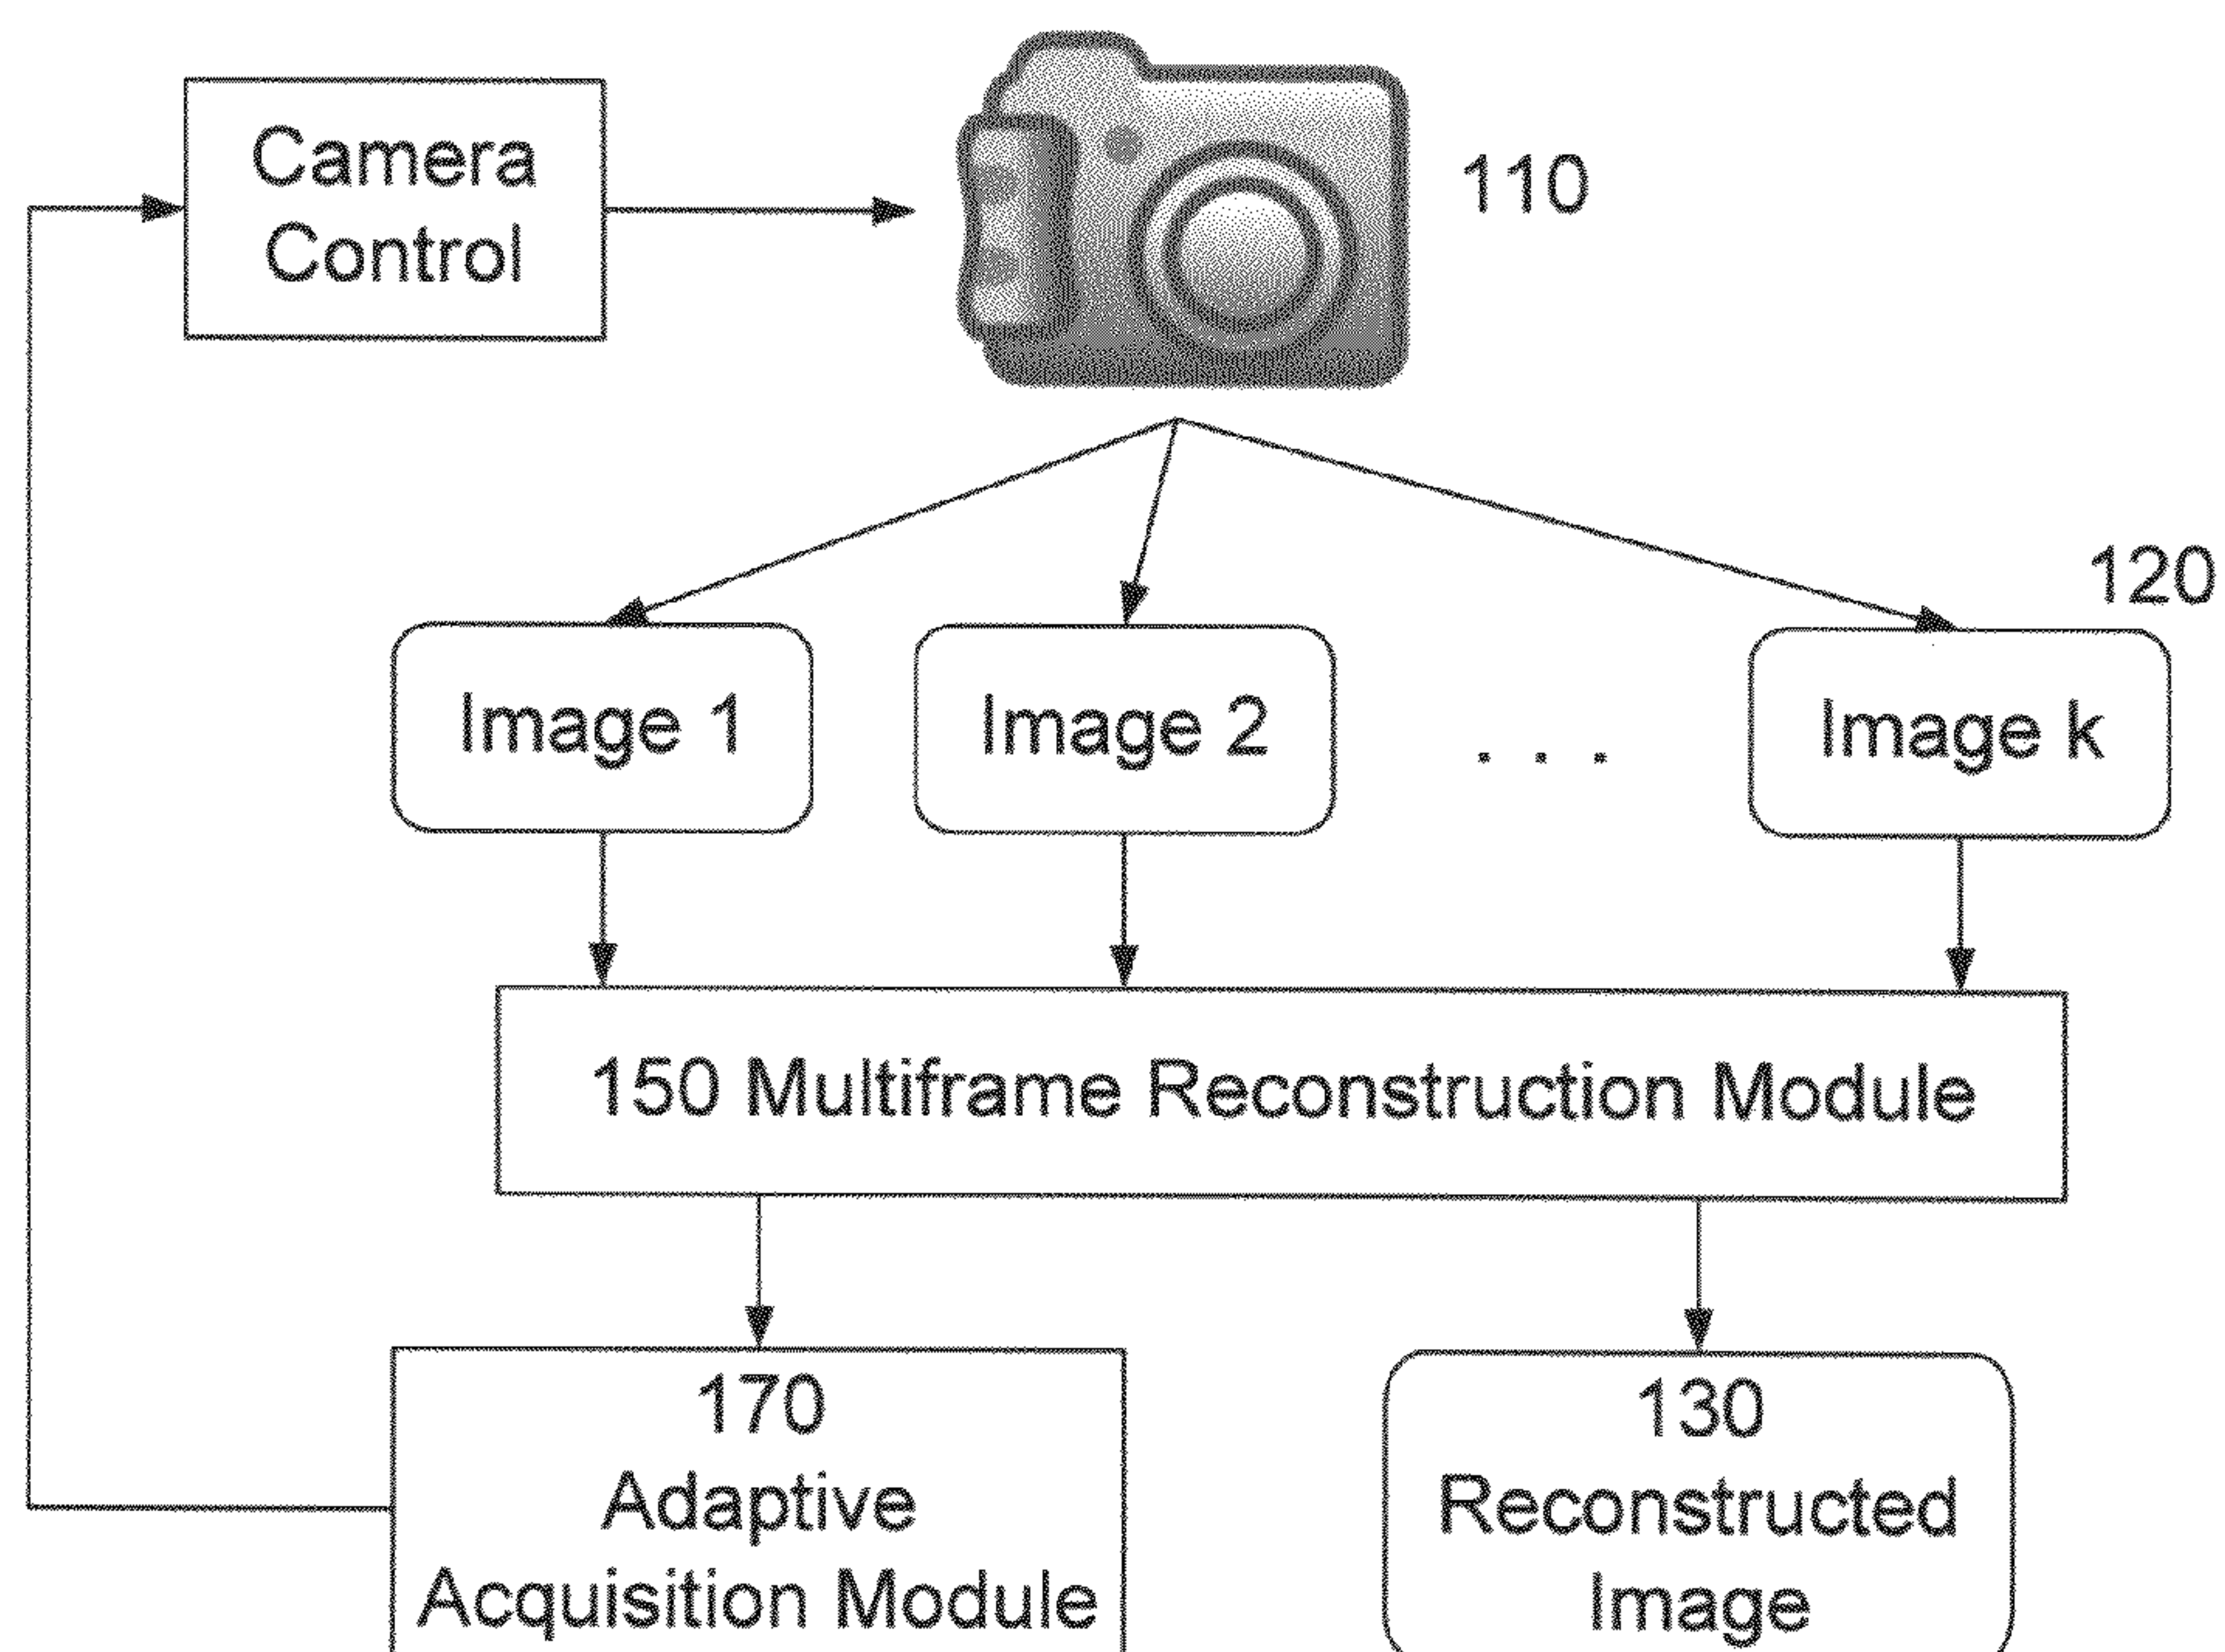 Camera
Control
110
120
Image 1
Image 2
. . .
Image k
150 Multiframe Reconstruction Module
170
Adaptive
Acquisition Module
130
Reconstructed
Image